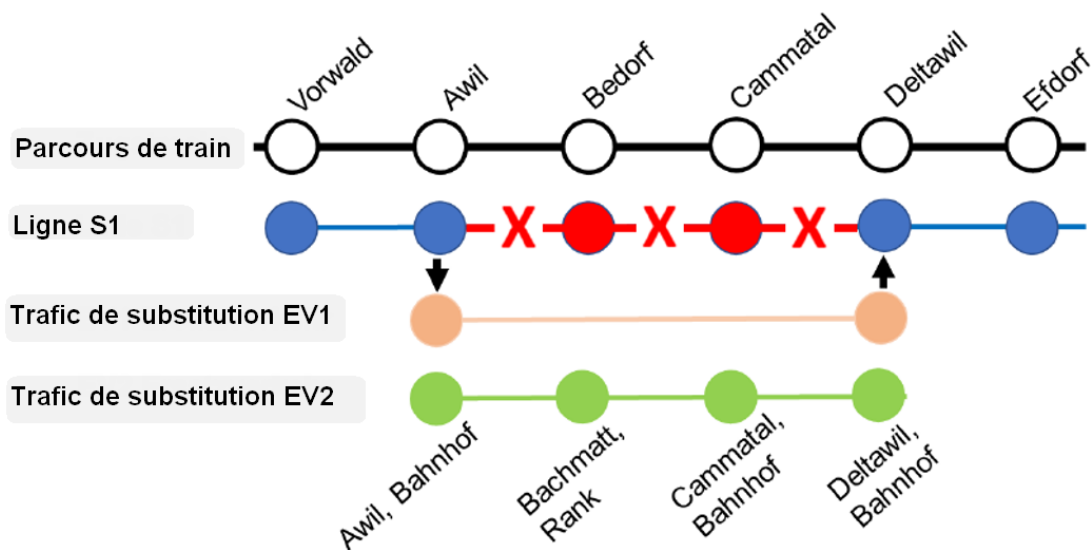 Vorwald
Awil
Bedorf
Cammatal
Deltawil
Efdorf
Parcours de train
Ligne S1
X X X
Trafic de substitution EV1
Trafic de substitution EV2
Awil, Bahnhof
Bachmatt,
Rank
Cammatal,
Bahnhof
Deltawil,
Bahnhof